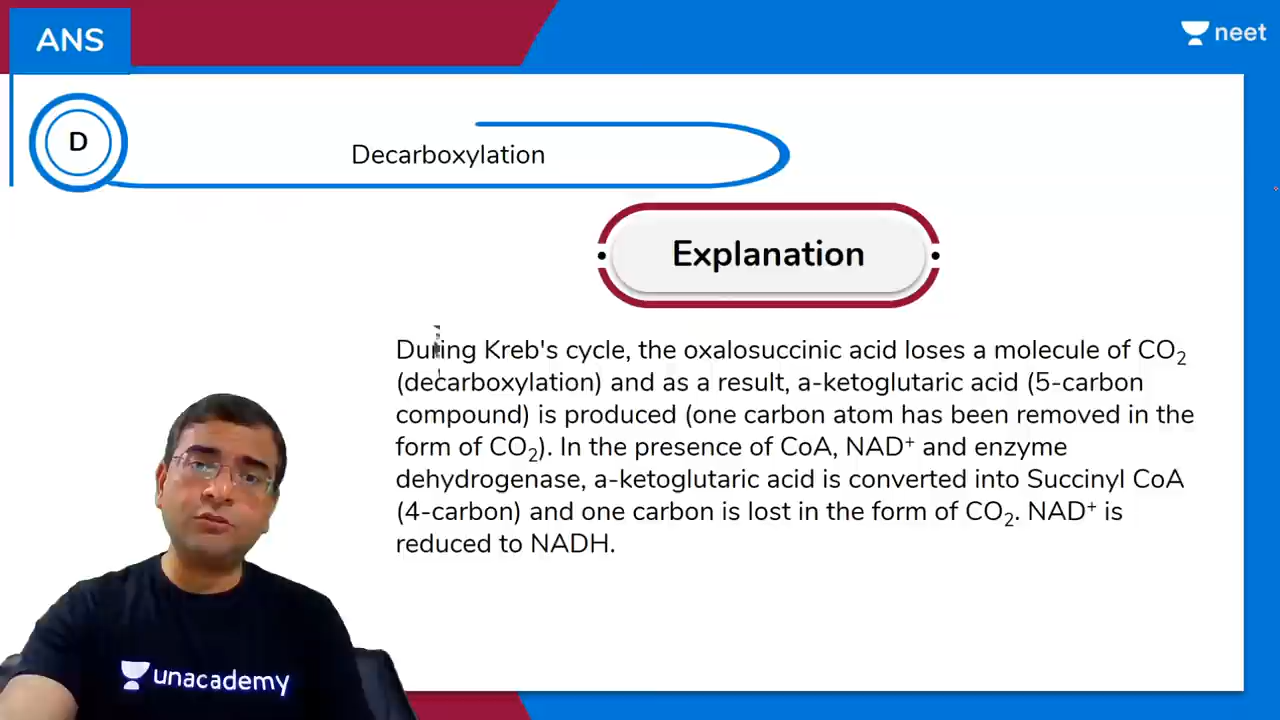 ANS
neet
D
Decarboxylation
Explanation
During Kreb's cycle, the oxalosuccinic acid loses a molecule of CO₂
(decarboxylation) and as a result, a-ketoglutaric acid (5-carbon
compound) is produced (one carbon atom has been removed in the
form of CO₂). In the presence of CoA, NAD⁺ and enzyme
dehydrogenase, a-ketoglutaric acid is converted into Succinyl CoA
(4-carbon) and one carbon is lost in the form of CO₂. NAD⁺ is
reduced to NADH.
unacademy